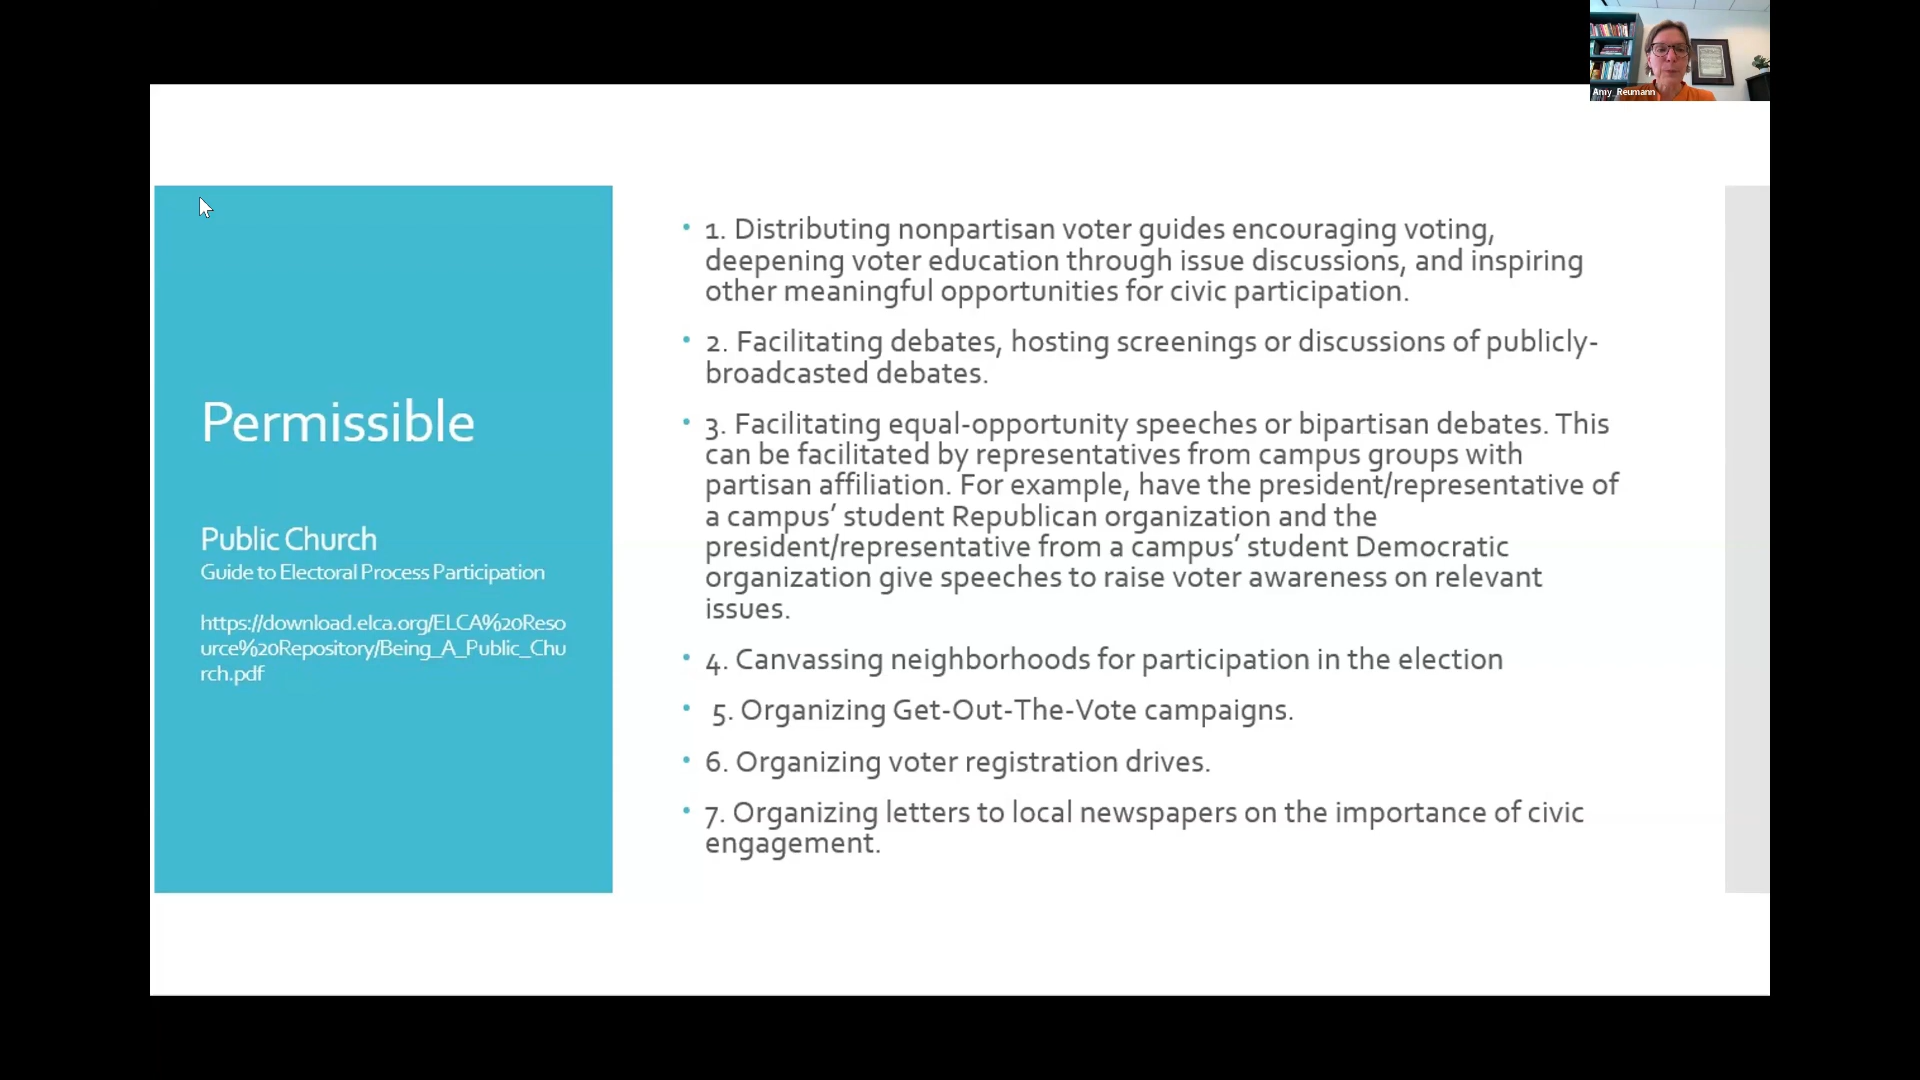 Amy_Reumann
Permissible
Public Church
Guide to Electoral Process Participation
https://download.elca.org/ELCA%20Reso
urce%20Repository/Being_A_Public_Chu
rch.pdf
• 1. Distributing nonpartisan voter guides encouraging voting,
deepening voter education through issue discussions, and inspiring
other meaningful opportunities for civic participation.
• 2. Facilitating debates, hosting screenings or discussions of publicly-
broadcasted debates.
• 3. Facilitating equal-opportunity speeches or bipartisan debates. This
can be facilitated by representatives from campus groups with
partisan affiliation. For example, have the president/representative of
a campus’ student Republican organization and the
president/representative from a campus’ student Democratic
organization give speeches to raise voter awareness on relevant
issues.
• 4. Canvassing neighborhoods for participation in the election
• 5. Organizing Get-Out-The-Vote campaigns.
• 6. Organizing voter registration drives.
• 7. Organizing letters to local newspapers on the importance of civic
engagement.